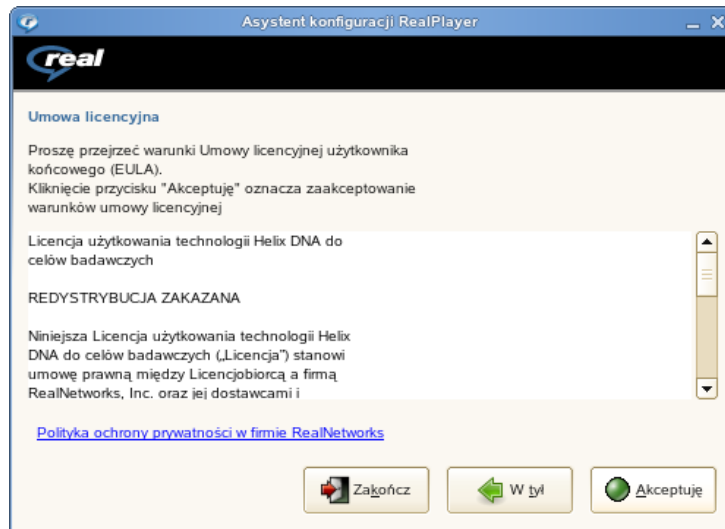 Asystent konfiguracji RealPlayer
real
Umowa licencyjna
Proszę przejrzeć warunki Umowy licencyjnej użytkownika
końcowego (EULA).
Kliknięcie przycisku "Akceptuję" oznacza zaakceptowanie
warunków umowy licencyjnej
Licencja użytkowania technologii Helix DNA do
celów badawczych
REDYSTRYBUCJA ZAKAZANA
Niniejsza Licencja użytkowania technologii Helix
DNA do celów badawczych („Licencja”) stanowi
umowę prawną między Licencjobiorcą a firmą
RealNetworks, Inc. oraz jej dostawcami i
Polityka ochrony prywatności w firmie RealNetworks
Zakończ
W tył
Akceptuję